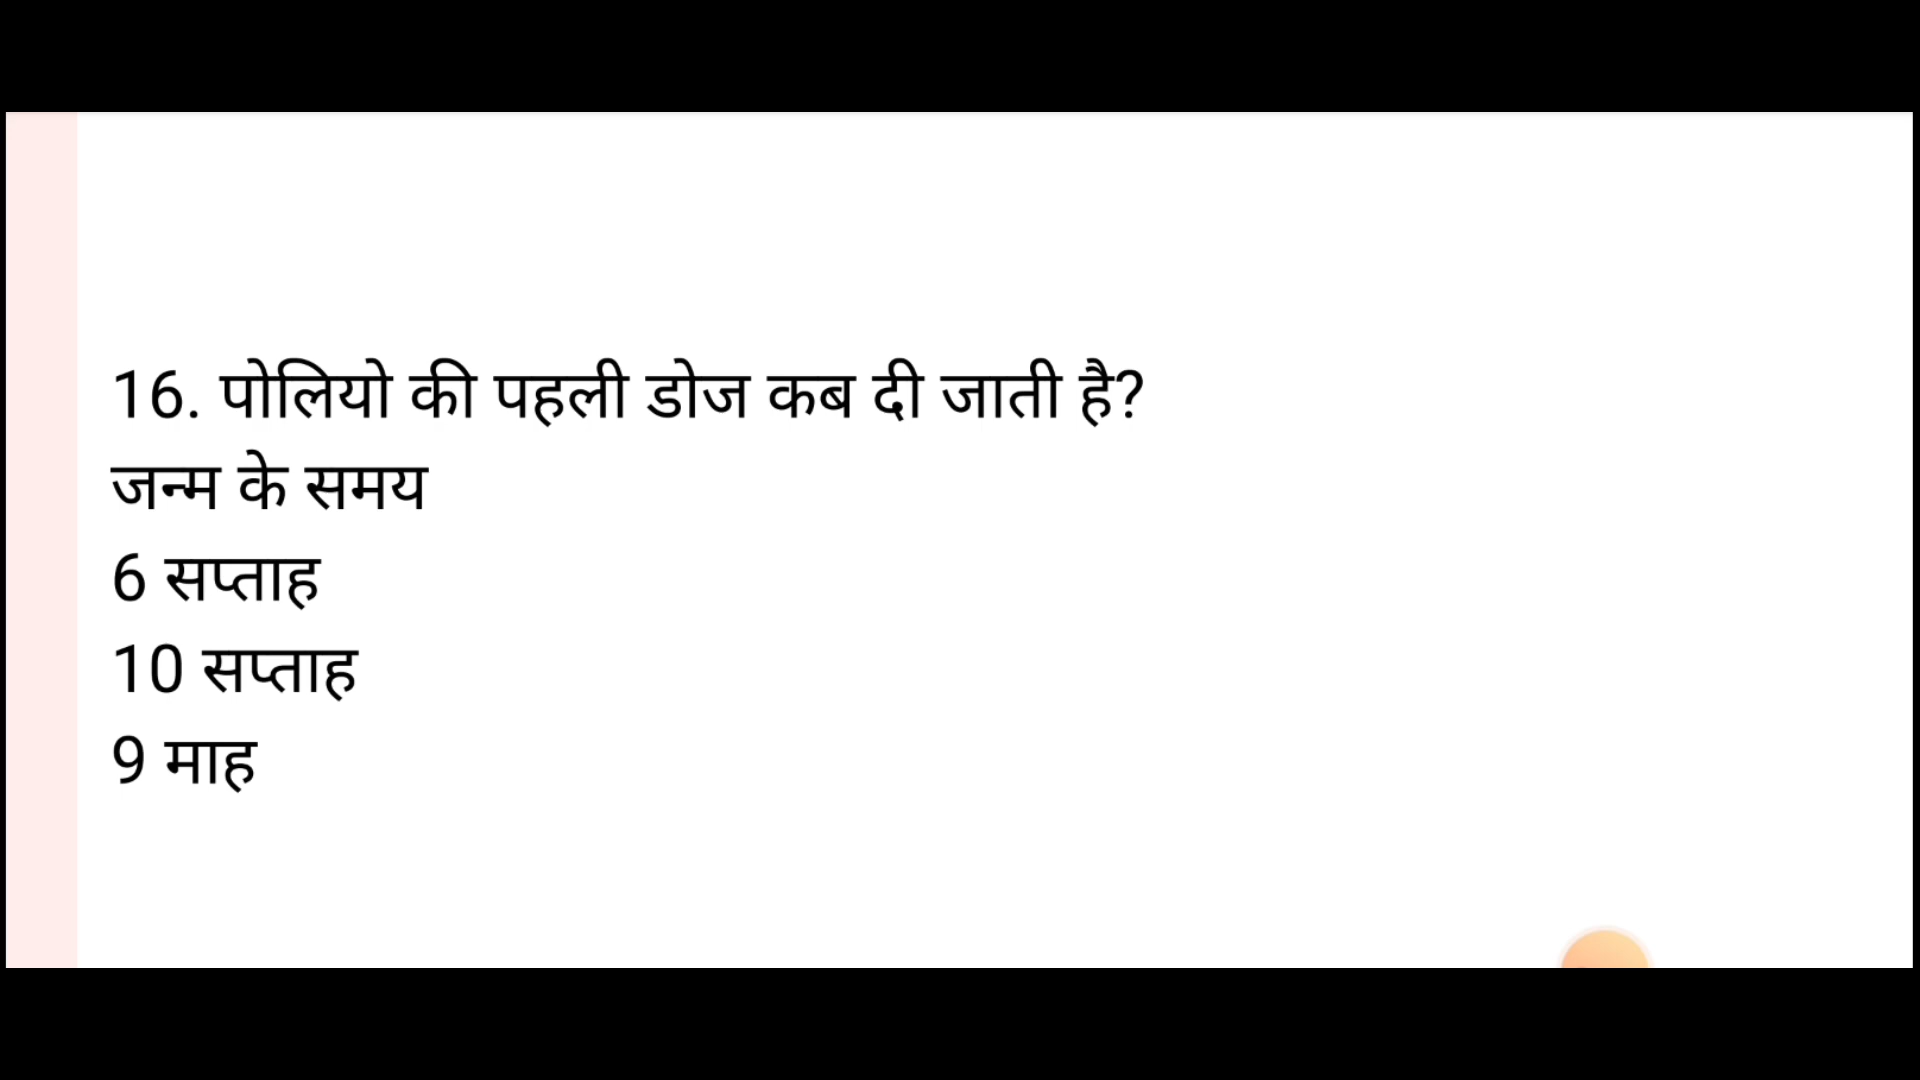 16. पोलियो की पहली डोज कब दी जाती है?
जन्म के समय
6 सप्ताह
10 सप्ताह
9 माह